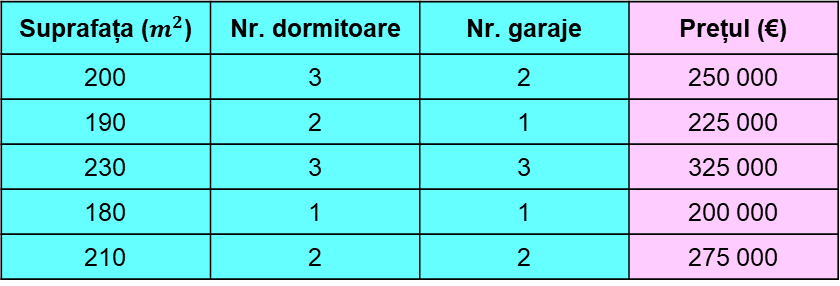 Suprafața (m²) Nr. dormitoare Nr. garaje Prețul (€)
200 3 2 250 000
190 2 1 225 000
230 3 3 325 000
180 1 1 200 000
210 2 2 275 000